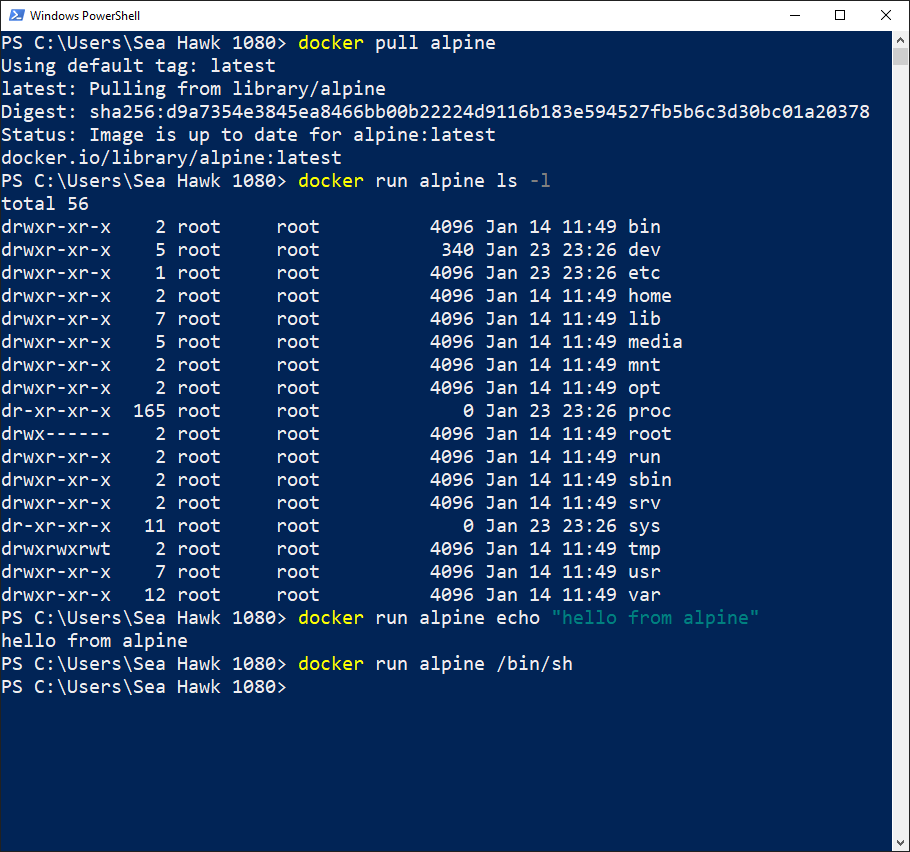 Windows PowerShell
PS C:\Users\Sea Hawk 1080> docker pull alpine
Using default tag: latest
latest: Pulling from library/alpine
Digest: sha256:d9a7354e3845ea8466bb00b22224d9116b183e594527fb5b6c3d30bc01a20378
Status: Image is up to date for alpine:latest
docker.io/library/alpine:latest
PS C:\Users\Sea Hawk 1080> docker run alpine ls -l
total 56
drwxr-xr-x    2 root     root          4096 Jan 14 11:49 bin
drwxr-xr-x    5 root     root           340 Jan 23 23:26 dev
drwxr-xr-x    1 root     root          4096 Jan 23 23:26 etc
drwxr-xr-x    2 root     root          4096 Jan 14 11:49 home
drwxr-xr-x    7 root     root          4096 Jan 14 11:49 lib
drwxr-xr-x    5 root     root          4096 Jan 14 11:49 media
drwxr-xr-x    2 root     root          4096 Jan 14 11:49 mnt
drwxr-xr-x    2 root     root          4096 Jan 14 11:49 opt
dr-xr-xr-x  165 root     root             0 Jan 23 23:26 proc
drwx------    2 root     root          4096 Jan 14 11:49 root
drwxr-xr-x    2 root     root          4096 Jan 14 11:49 run
drwxr-xr-x    2 root     root          4096 Jan 14 11:49 sbin
drwxr-xr-x    2 root     root          4096 Jan 14 11:49 srv
dr-xr-xr-x   11 root     root             0 Jan 23 23:26 sys
drwxrwxrwt    2 root     root          4096 Jan 14 11:49 tmp
drwxr-xr-x    7 root     root          4096 Jan 14 11:49 usr
drwxr-xr-x   12 root     root          4096 Jan 14 11:49 var
PS C:\Users\Sea Hawk 1080> docker run alpine echo "hello from alpine"
hello from alpine
PS C:\Users\Sea Hawk 1080> docker run alpine /bin/sh
PS C:\Users\Sea Hawk 1080>